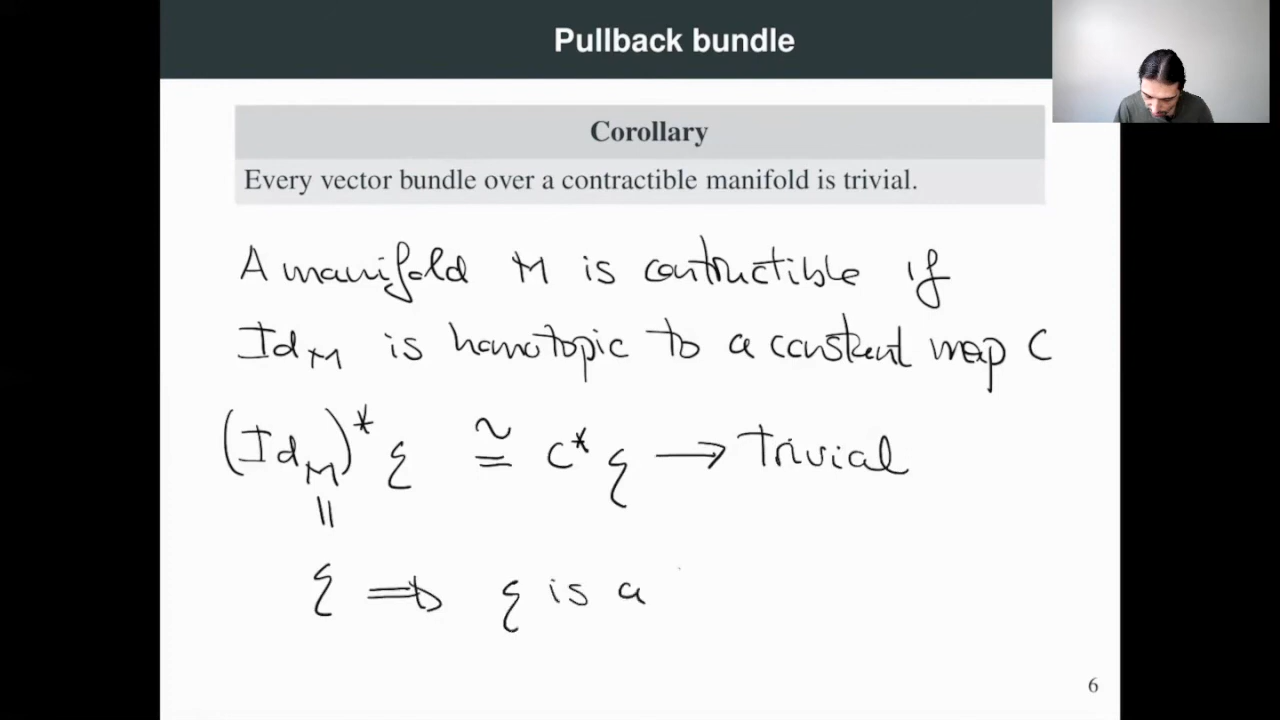 Pullback bundle
Corollary
Every vector bundle over a contractible manifold is trivial.
A manifold M is contructible if
Id_M is homotopic to a constant map C
(Id_M)* ξ ≅ C* ξ → Trivial
||
ξ ⇒ ξ is a
6